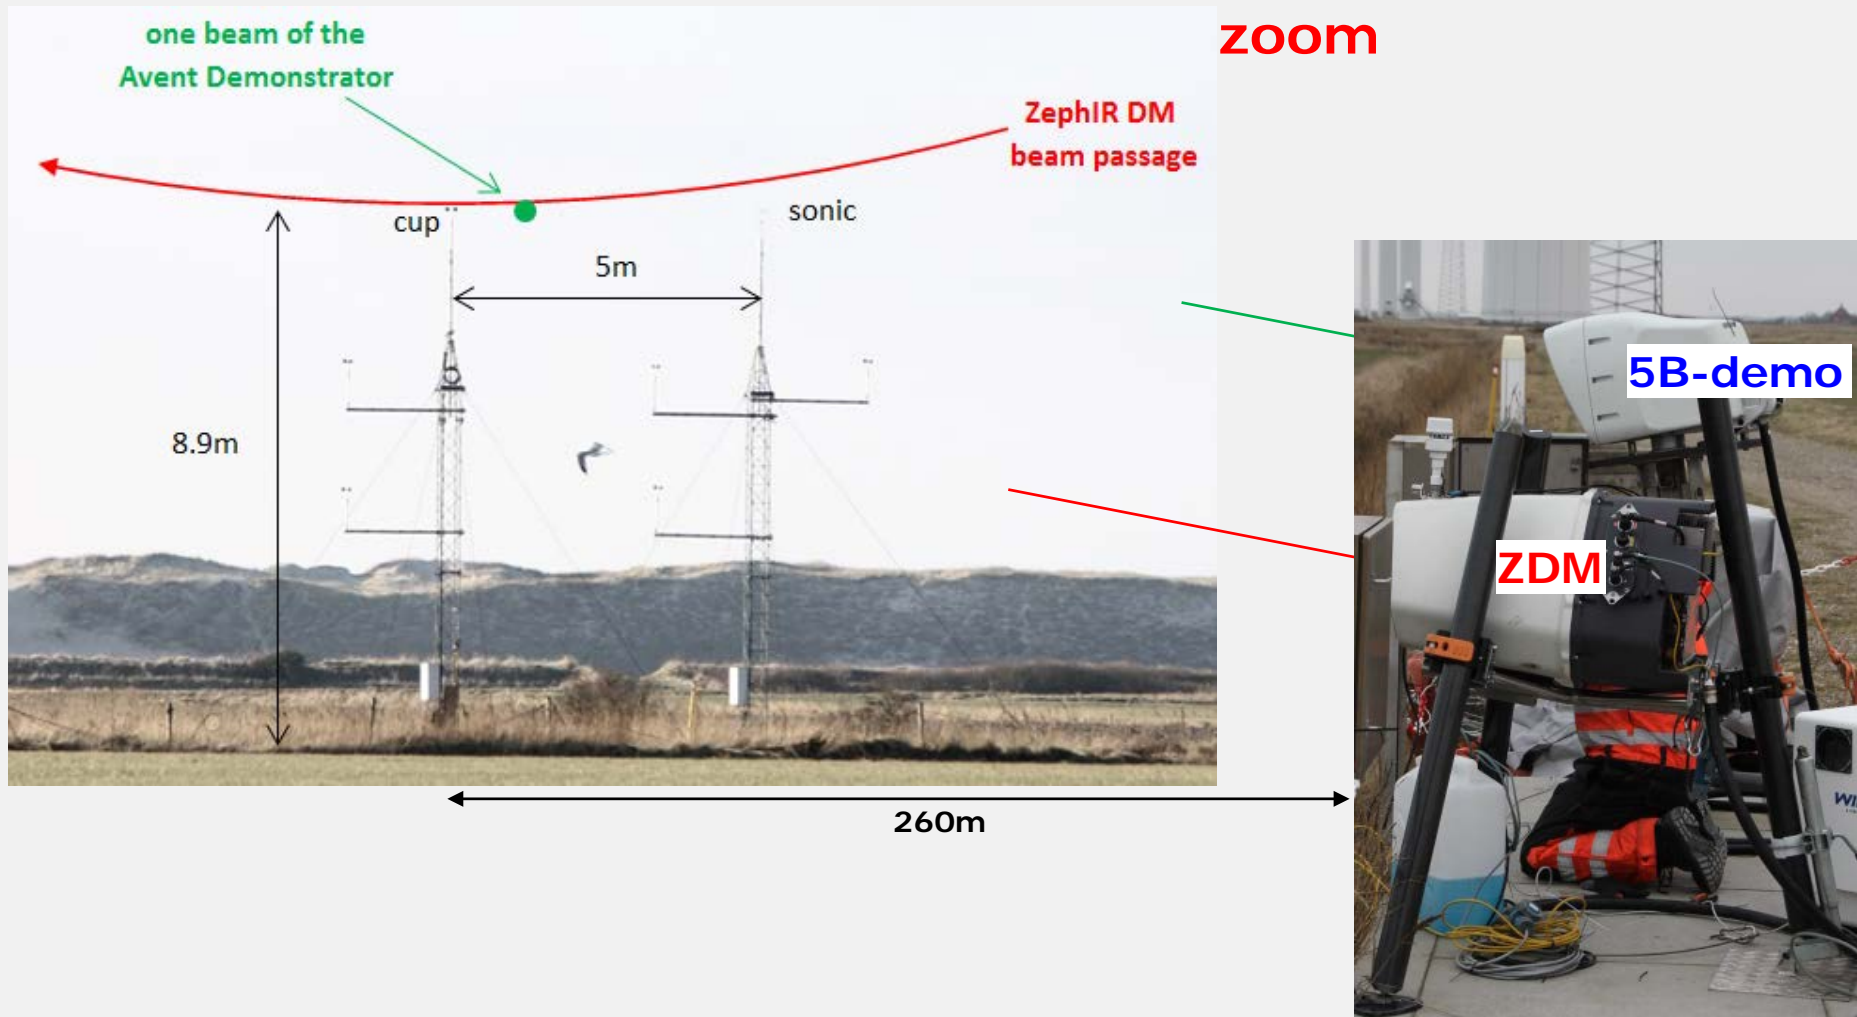 one beam of the
Avent Demonstrator
zoom
ZephIR DM
beam passage
cup
sonic
5m
8.9m
5B-demo
ZDM
260m